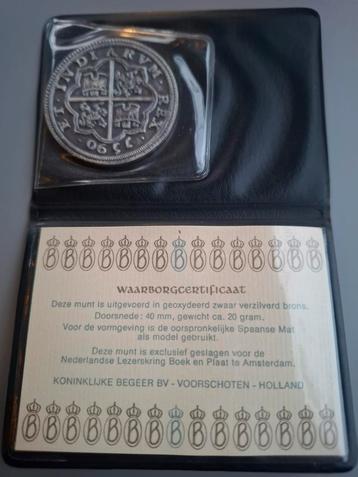 ET INDIARVM REX
1590
WAARBORGCERTIFICAAT
Deze munt is uitgevoerd in geoxydeerd zwaar verzilverd brons.
Doorsnede: 40 mm, gewicht ca. 20 gram.
Voor de vormgeving is de oorspronkelijke Spaanse Mat
als model gebruikt.
Deze munt is exclusief geslagen voor de
Nederlandse Lezerskring Boek en Plaat te Amsterdam.
KONINKLIJKE BEGEER BV - VOORSCHOTEN - HOLLAND